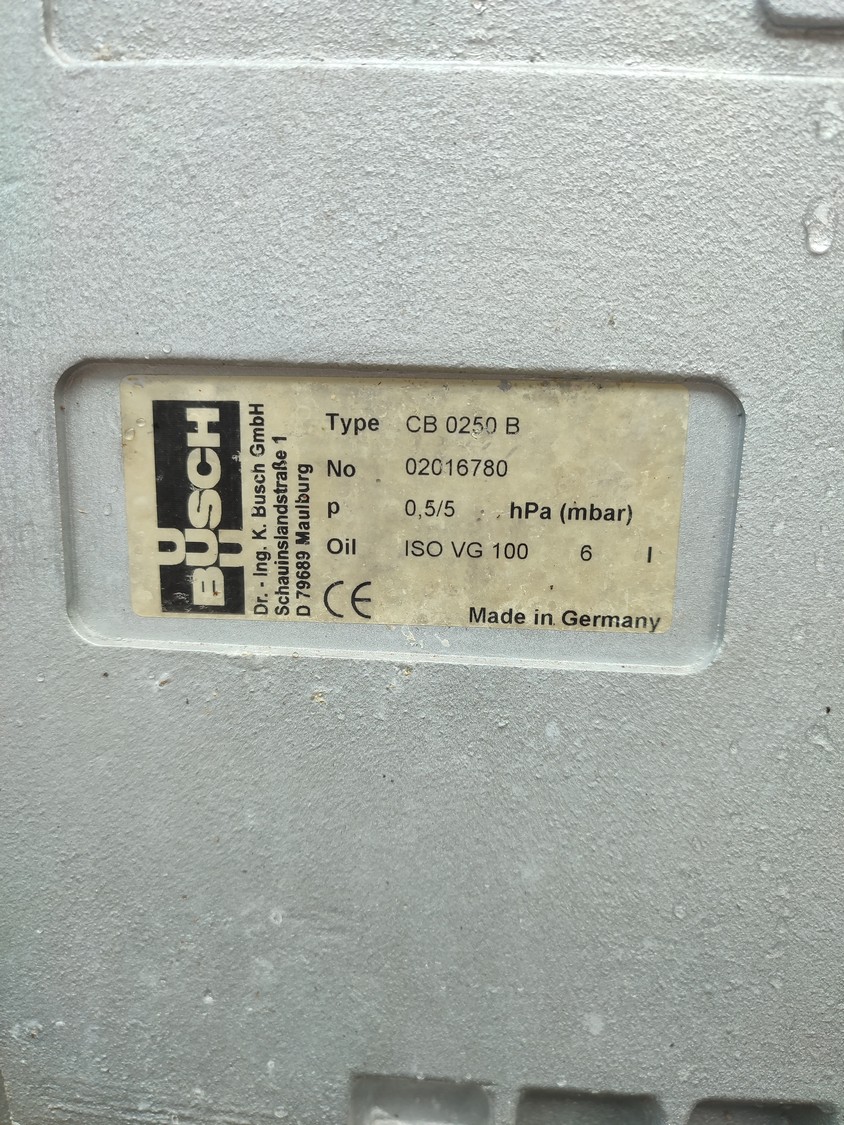 BUSCH
Dr. - Ing. K. Busch GmbH
Schauinslandstraße 1
D 79689 Maulburg
Type CB 0250 B
No 02016780
p 0,5/5 hPa (mbar)
Oil ISO VG 100 6 l
CE
Made in Germany